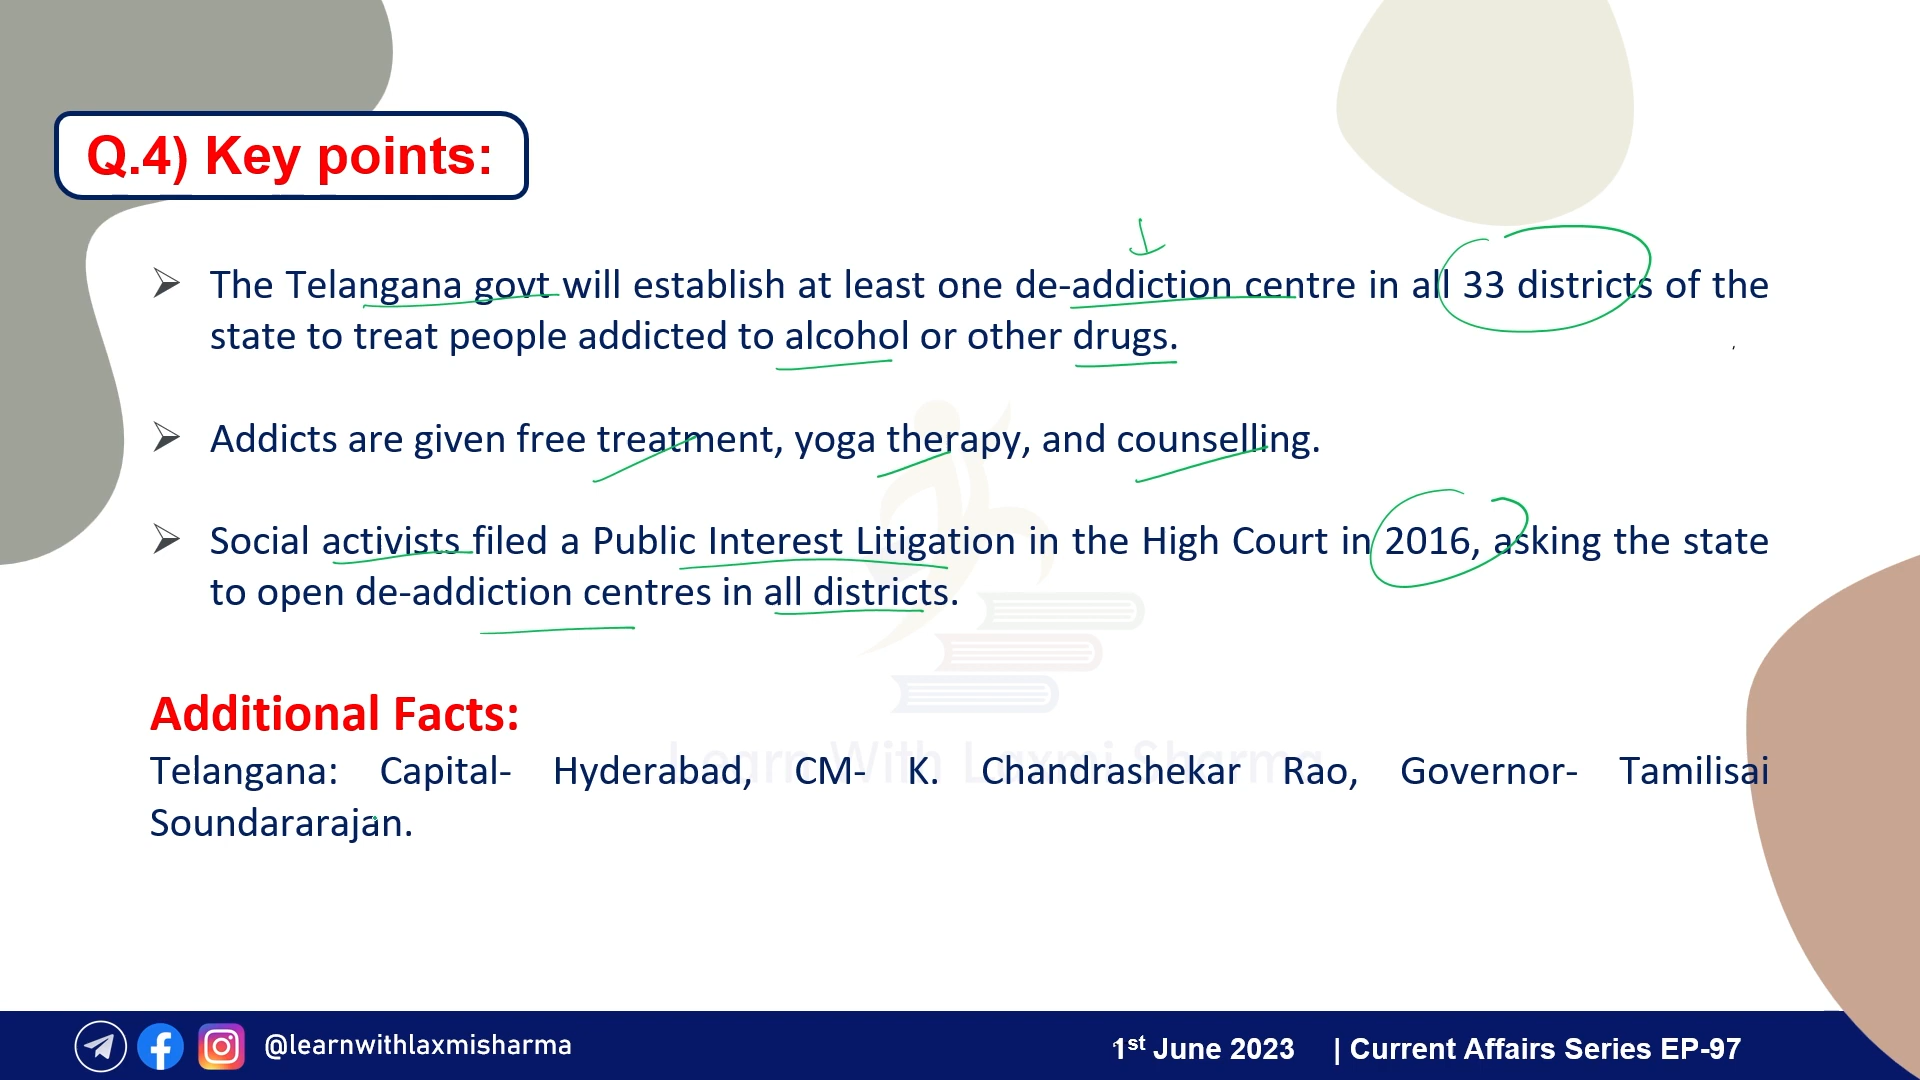 Q.4) Key points:
➢ The Telangana govt will establish at least one de-addiction centre in all 33 districts of the
state to treat people addicted to alcohol or other drugs.
➢ Addicts are given free treatment, yoga therapy, and counselling.
➢ Social activists filed a Public Interest Litigation in the High Court in 2016, asking the state
to open de-addiction centres in all districts.
Learn With Laxmi Sharma
Additional Facts:
Telangana: Capital- Hyderabad, CM- K. Chandrashekar Rao, Governor- Tamilisai
Soundararajan.
@learnwithlaxmisharma
1st June 2023 | Current Affairs Series EP-97